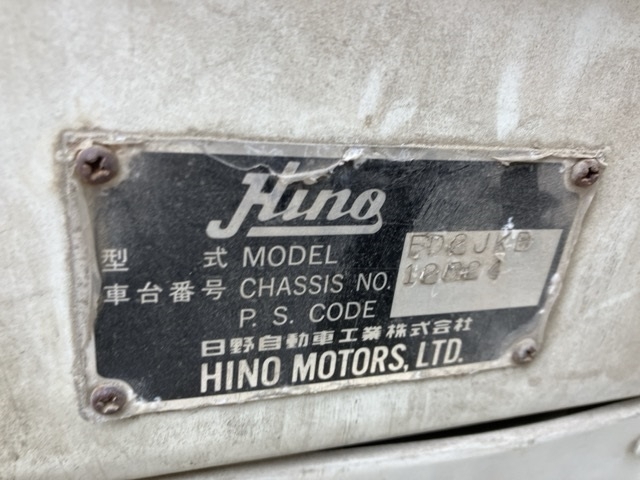 Hino
型 式 MODEL
車台番号 CHASSIS NO.
P. S. CODE
日野自動車工業株式会社
HINO MOTORS, LTD.